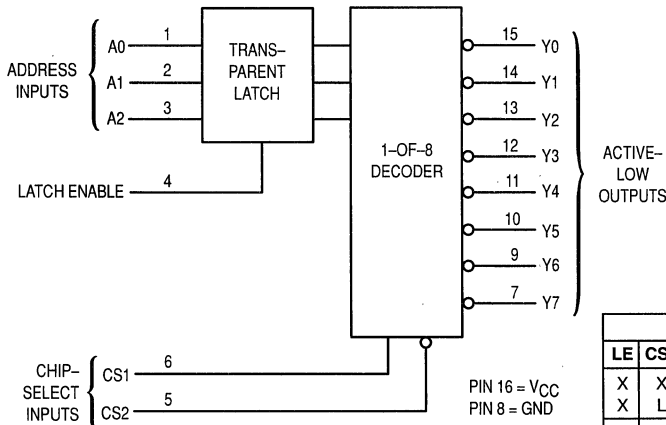 ADDRESS
INPUTS
A0 1
A1 2
A2 3
TRANS–
PARENT
LATCH
LATCH ENABLE 4
1–OF–8
DECODER
15 Y0
14 Y1
13 Y2
12 Y3
11 Y4
10 Y5
9 Y6
7 Y7
ACTIVE–
LOW
OUTPUTS
CHIP–
SELECT
INPUTS
CS1 6
CS2 5
PIN 16 = VCC
PIN 8 = GND
LE CS
X X
X L